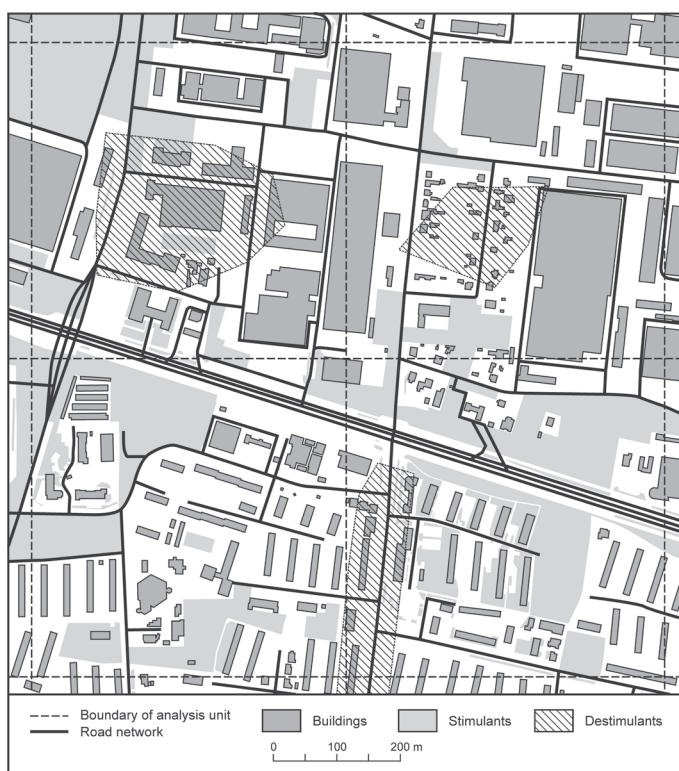 Boundary of analysis unit
Road network
Buildings
Stimulants
Destimulants
0 100 200 m